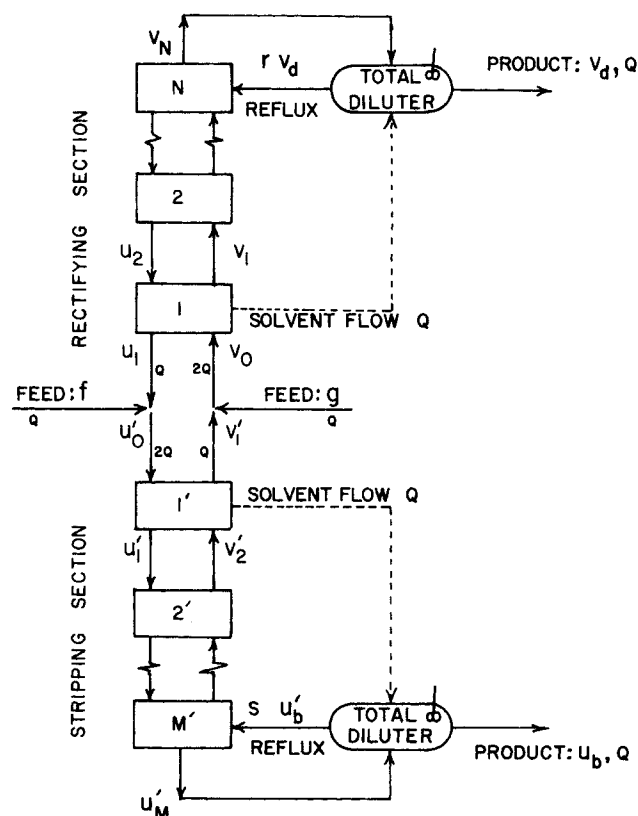 V_N
r V_d
TOTAL
DILUTER
PRODUCT: V_d, Q
N
REFLUX
RECTIFYING SECTION
2
u_2
V_1
1
SOLVENT FLOW Q
u_1
Q
2Q
V_0
FEED: f
Q
FEED: g
Q
u'_0
2Q
Q
V'_1
1'
SOLVENT FLOW Q
u'_1
V'_2
2'
STRIPPING SECTION
M'
S u'_b
REFLUX
TOTAL
DILUTER
PRODUCT: u_b, Q
u'_M